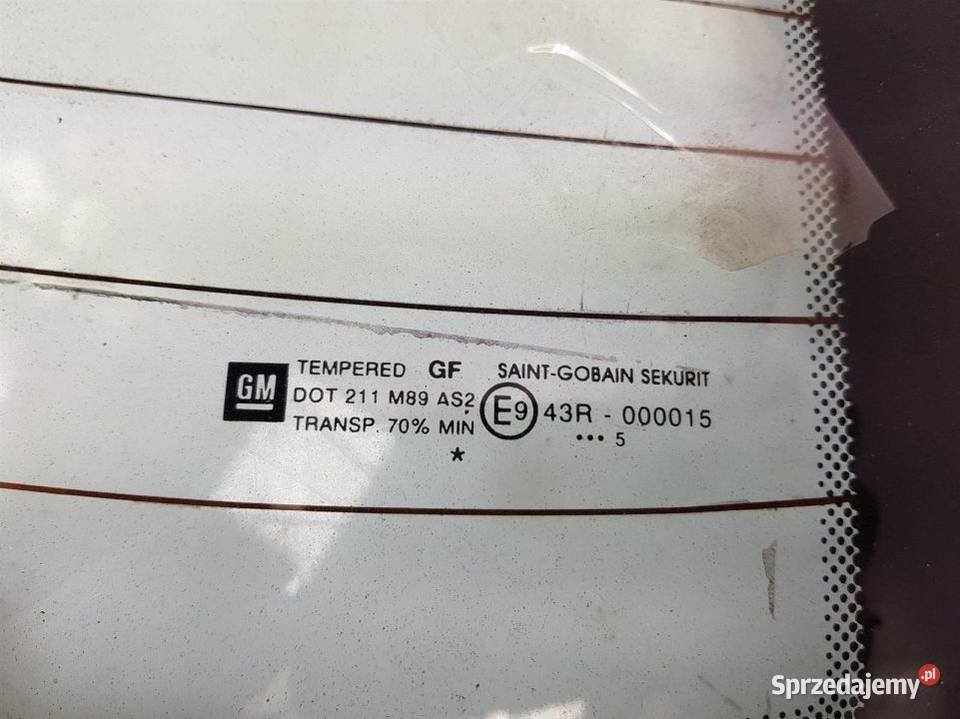 GM
TEMPERED GF SAINT-GOBAIN SEKURIT
DOT 211 M89 AS2 E9 43R - 000015
TRANSP. 70% MIN ••• 5
*
Sprzedajemy.pl